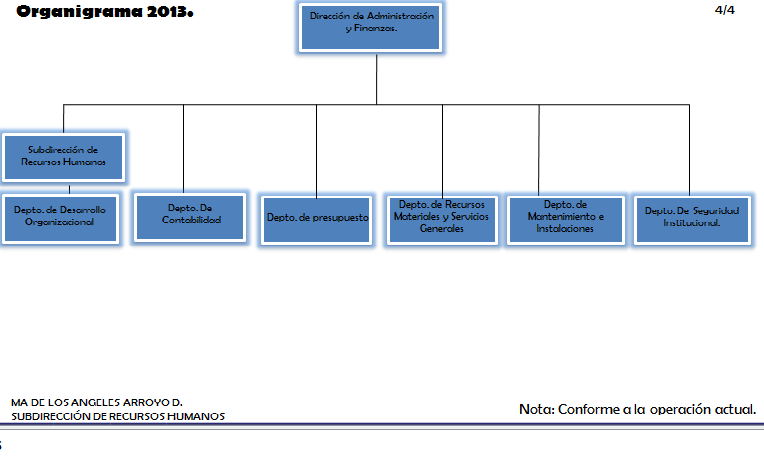 Organigrama 2013.
4/4
Dirección de Administración
y Finanzas.
Subdirección de
Recursos Humanos
Depto. de Desarrollo
Organizacional
Depto. De
Contabilidad
Depto. de presupuesto
Depto. de Recursos
Materiales y Servicios
Generales
Depto. de
Mantenimiento e
Instalaciones
Depto. De Seguridad
Institucional.
MA DE LOS ANGELES ARROYO D.
SUBDIRECCIÓN DE RECURSOS HUMANOS
Nota: Conforme a la operación actual.